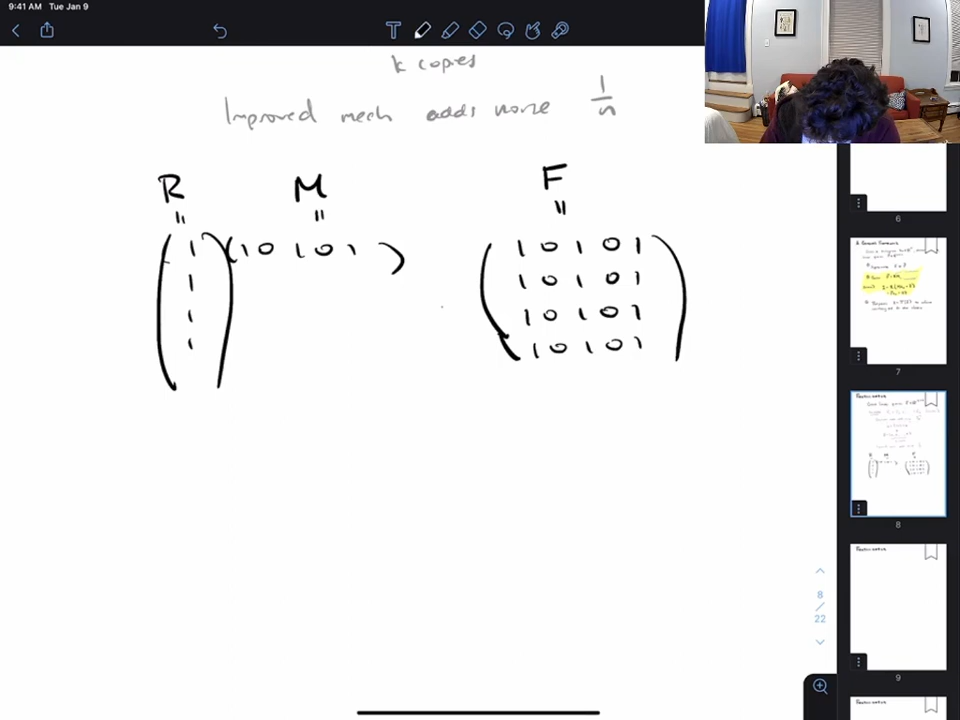 9:41 AM Tue Jan 9
k copies
Improved mech adds noise 1/n
R M F
= = =
( 1 ) ( 1 0 1 0 1 ) ( 1 0 1 0 1 )
1 1 0 1 0 1
1 1 0 1 0 1
1 1 0 1 0 1
6
7
8
9
8
/
22